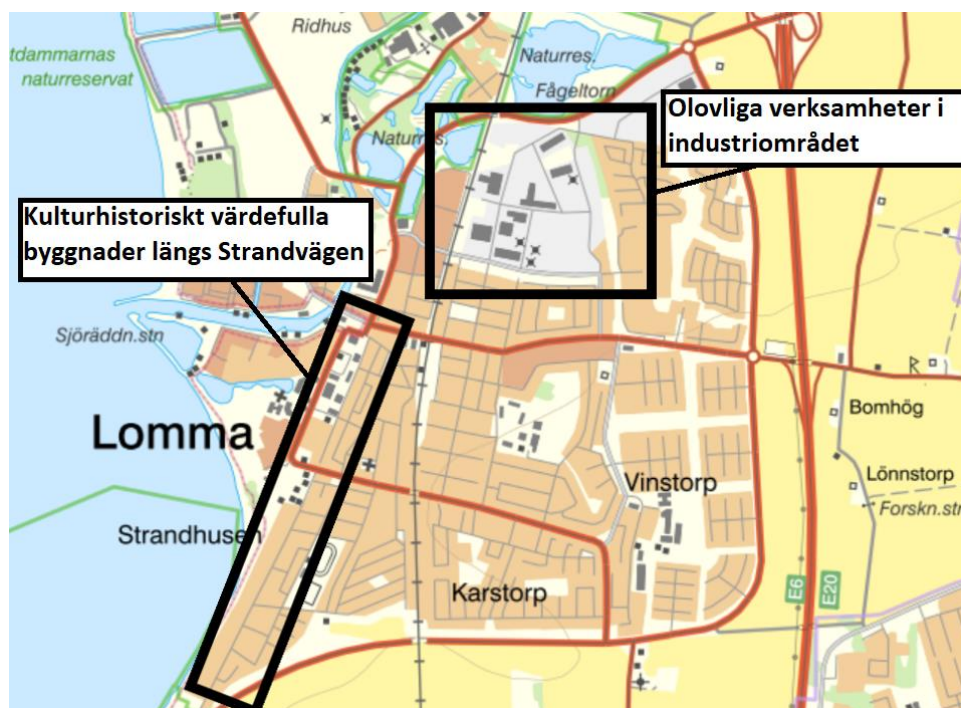 Ridhus
tdammarnas
naturreservat
Naturres.
Fågeltorn
Naturres.
Olovliga verksamheter i
industriområdet
Kulturhistoriskt värdefulla
byggnader längs Strandvägen
Sjöräddn.stn
R
Bomhög
Lomma
Lönnstorp
Vinstorp
Forskn.str
Strandhusen
Karstorp
E6
E20